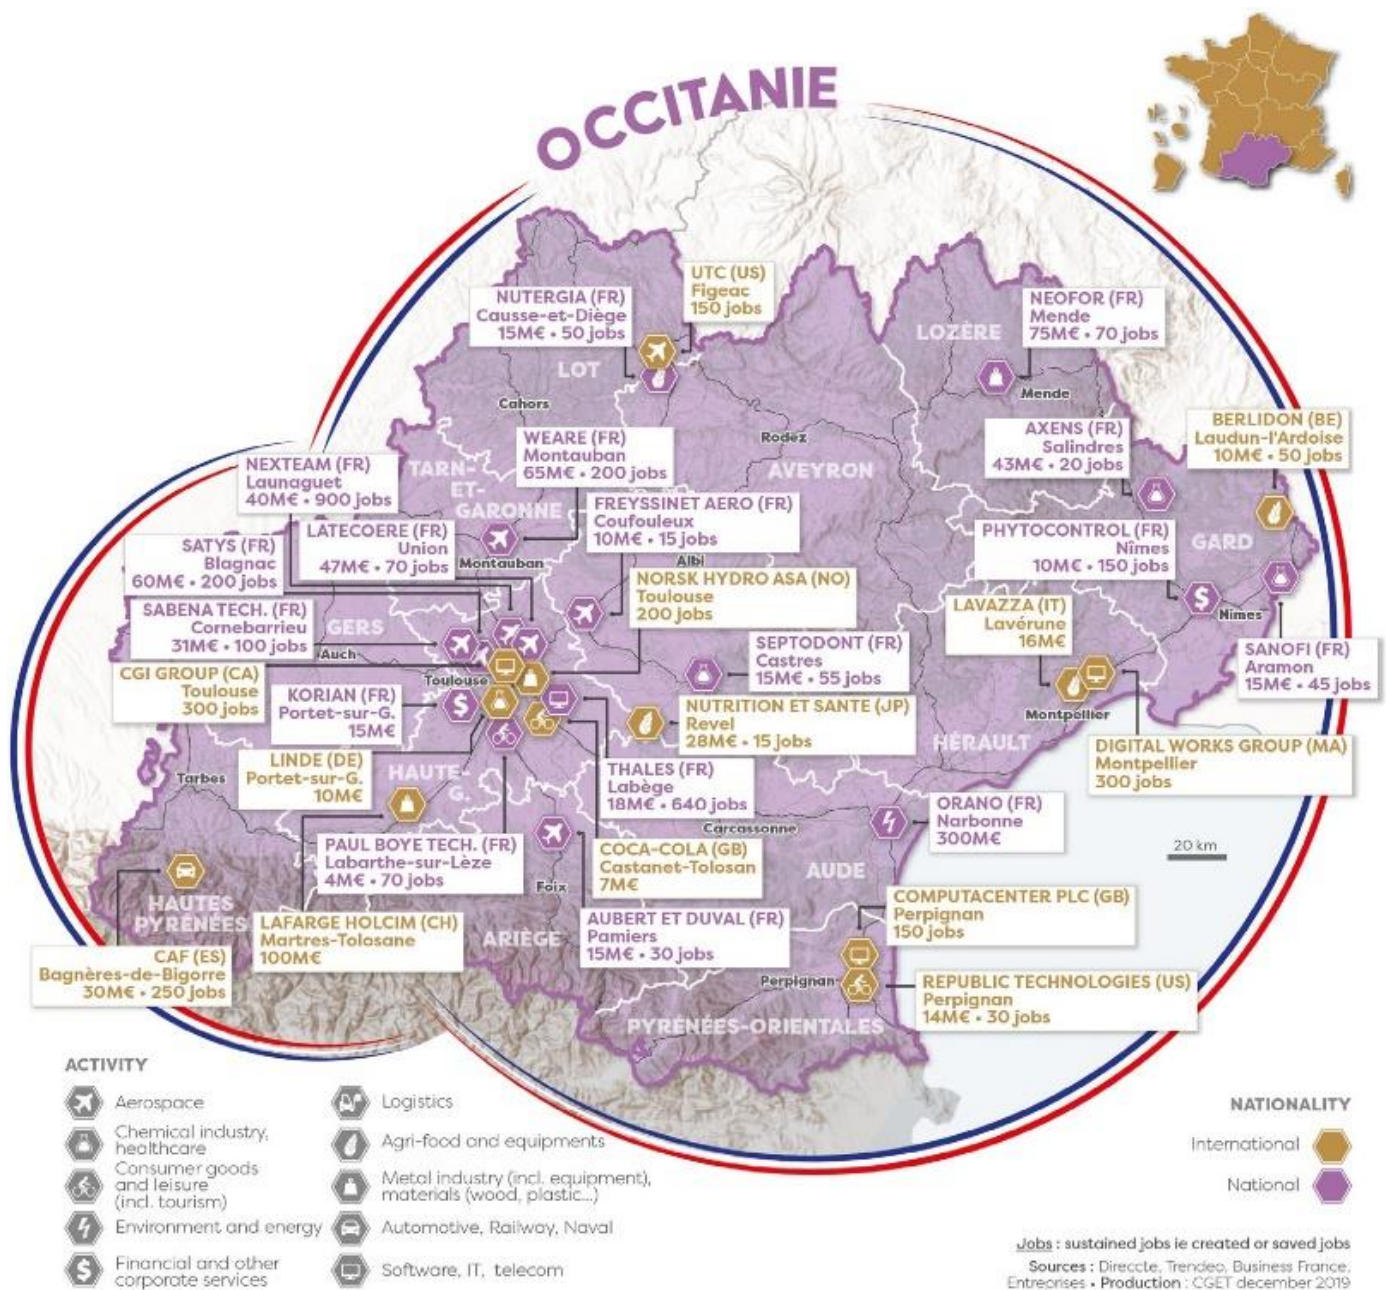 OCCITANIE
UTC (US)
Figeac
150 jobs
NUTERGIA (FR)
Causse-et-Diège
15M€ • 50 jobs
NEOFOR (FR)
Mende
75M€ • 70 jobs
LOZÈRE
LOT
Mende
Cahors
BERLIDON (BE)
Laudun-l'Ardoise
10M€ • 50 jobs
AXENS (FR)
Salindres
43M€ • 20 jobs
WEARE (FR)
Montauban
65M€ • 200 jobs
Rodez
AVEYRON
NEXTEAM (FR)
Launaguet
40M€ • 900 jobs
TARN-
ET-
GARONNE
FREYSSINET AERO (FR)
Coufouleux
10M€ • 15 jobs
LATECOERE (FR)
Union
47M€ • 70 jobs
PHYTOCONTROL (FR)
Nîmes
10M€ • 150 jobs
GARD
SATYS (FR)
Blagnac
60M€ • 200 jobs
Montauban
Albi
NORSK HYDRO ASA (NO)
Toulouse
200 jobs
SABENA TECH. (FR)
Cornebarrieu
31M€ • 100 jobs
GERS
LAVAZZA (IT)
Lavérune
16M€
Nîmes
Auch
SEPTODONT (FR)
Castres
15M€ • 55 jobs
SANOFI (FR)
Aramon
15M€ • 45 jobs
CGI GROUP (CA)
Toulouse
300 jobs
Toulouse
KORIAN (FR)
Portet-sur-G.
15M€
NUTRITION ET SANTE (JP)
Revel
28M€ • 15 jobs
Montpellier
HÉRAULT
DIGITAL WORKS GROUP (MA)
Montpellier
300 jobs
LINDE (DE)
Portet-sur-G.
10M€
HAUTE-
G.
THALES (FR)
Labège
18M€ • 640 jobs
Tarbes
ORANO (FR)
Narbonne
300M€
Carcassonne
PAUL BOYE TECH. (FR)
Labarthe-sur-Lèze
4M€ • 70 jobs
COCA-COLA (GB)
Castanet-Tolosan
7M€
20 km
AUDE
Foix
COMPUTACENTER PLC (GB)
Perpignan
150 jobs
HAUTES
PYRÉNÉES
LAFARGE HOLCIM (CH)
Martres-Tolosane
100M€
ARIÈGE
AUBERT ET DUVAL (FR)
Pamiers
15M€ • 30 jobs
CAF (ES)
Bagnères-de-Bigorre
30M€ • 250 jobs
Perpignan
REPUBLIC TECHNOLOGIES (US)
Perpignan
14M€ • 30 jobs
PYRÉNÉES-ORIENTALES
ACTIVITY
Aerospace
Chemical industry,
healthcare
Consumer goods
and leisure
(incl. tourism)
Environment and energy
Financial and other
corporate services
Logistics
Agri-food and equipments
Metal industry (incl. equipment),
materials (wood, plastic...)
Automotive, Railway, Naval
Software, IT, telecom
NATIONALITY
International
National
Jobs : sustained jobs ie created or saved jobs
Sources : Direccte, Trendeo, Business France,
Entreprises • Production : CGET december 2019